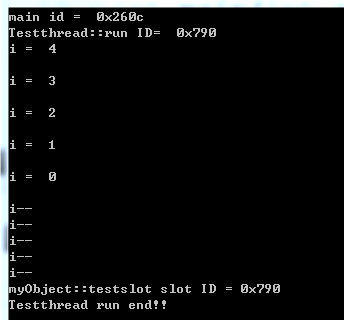 main id =  0x260c
Testthread::run ID=  0x790
i =  4
i =  3
i =  2
i =  1
i =  0
i--
i--
i--
i--
i--
myObject::testslot slot ID = 0x790
Testthread run end!!